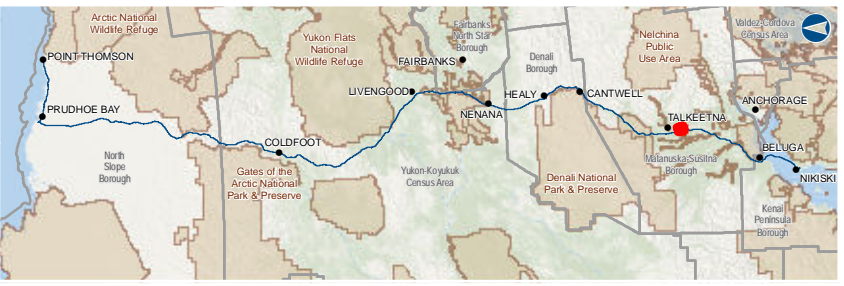 Arctic National
Wildlife Refuge
POINT THOMSON
PRUDHOE BAY
North
Slope
Borough
COLDFOOT
Gates of the
Arctic National
Park & Preserve
Yukon Flats
National
Wildlife Refuge
LIVENGOOD
Fairbanks
North Star
Borough
FAIRBANKS
NENANA
Yukon-Koyukuk
Census Area
Denali
Borough
HEALY
CANTWELL
Denali National
Park & Preserve
Nelchina
Public
Use Area
TALKEETNA
Matanuska-Susitna
Borough
Valdez-Cordova
Census Area
ANCHORAGE
BELUGA
NIKISKI
Kenai
Peninsula
Borough